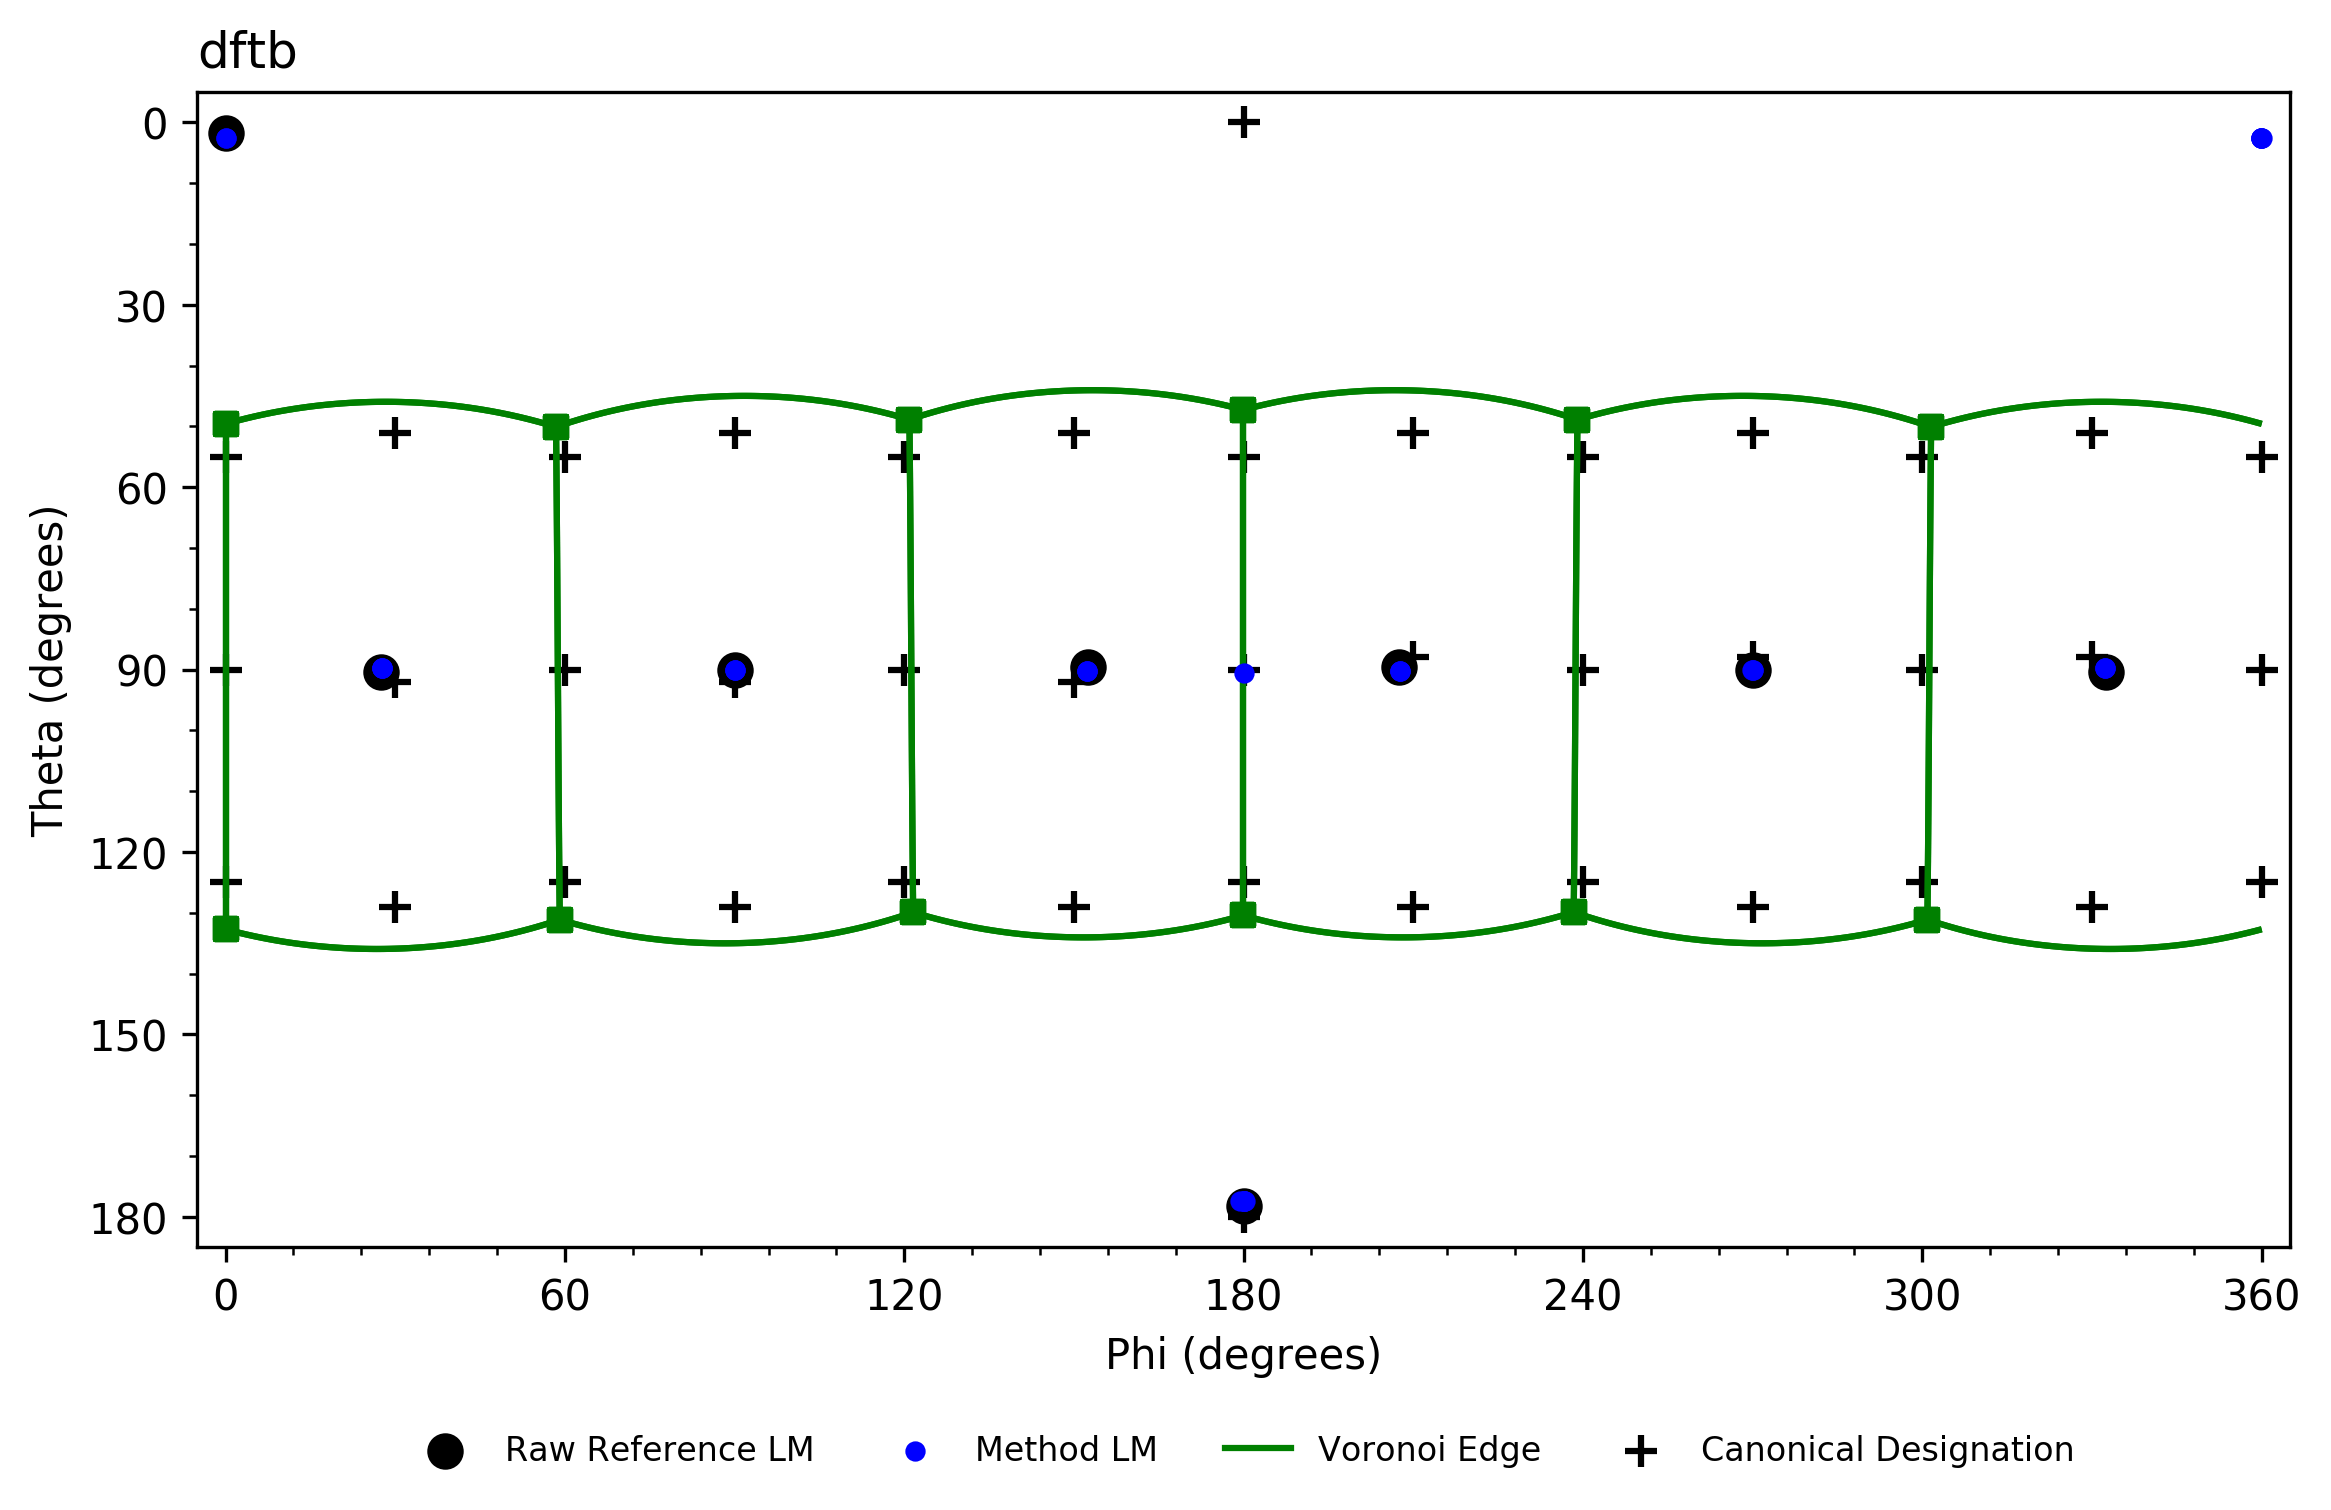 dftb
0
30
60
90
120
150
180
Theta (degrees)
0 60 120 180 240 300 360
Phi (degrees)
Raw Reference LM Method LM Voronoi Edge Canonical Designation